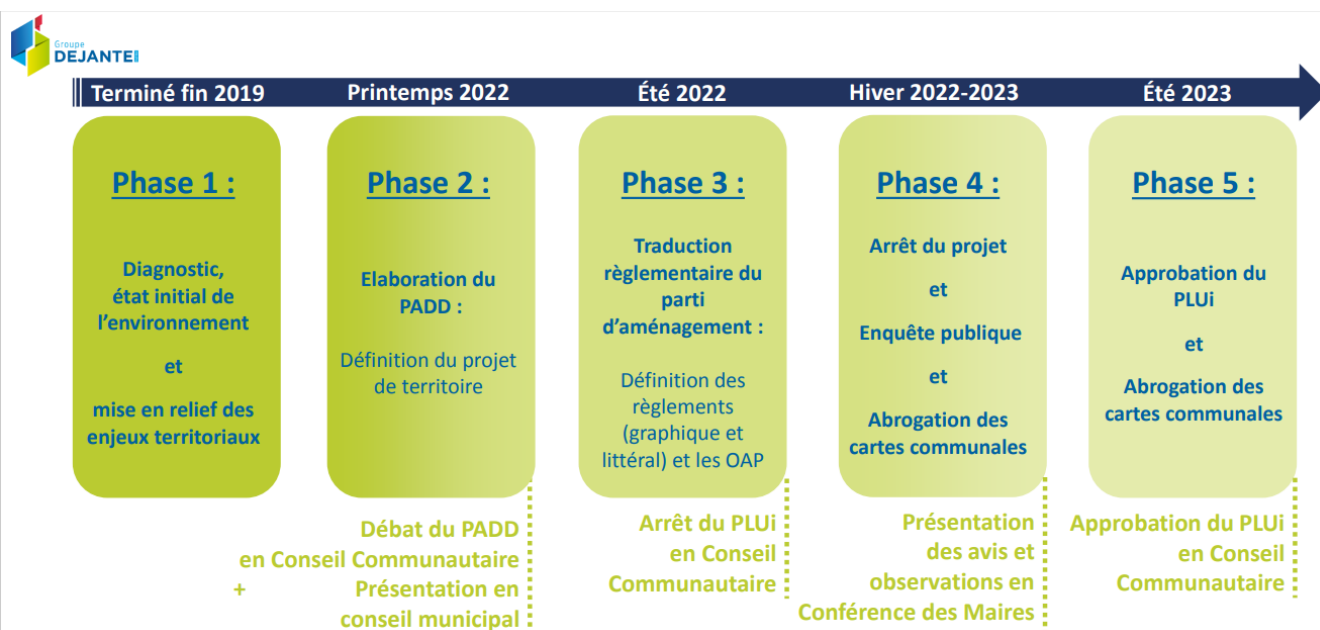 Groupe
DEJANTE
Terminé fin 2019
Printemps 2022
Été 2022
Hiver 2022-2023
Été 2023
Phase 1 :
Diagnostic,
état initial de
l'environnement
et
mise en relief des
enjeux territoriaux
Phase 2 :
Elaboration du
PADD :
Définition du projet
de territoire
Phase 3 :
Traduction
règlementaire du
parti
d'aménagement :
Définition des
règlements
(graphique et
littéral) et les OAP
Phase 4 :
Arrêt du projet
et
Enquête publique
et
Abrogation des
cartes communales
Phase 5 :
Approbation du
PLUi
et
Abrogation des
cartes communales
Débat du PADD
en Conseil Communautaire
+ Présentation en
conseil municipal
Arrêt du PLUi
en Conseil
Communautaire
Présentation
des avis et
observations en
Conférence des Maires
Approbation du PLUi
en Conseil
Communautaire